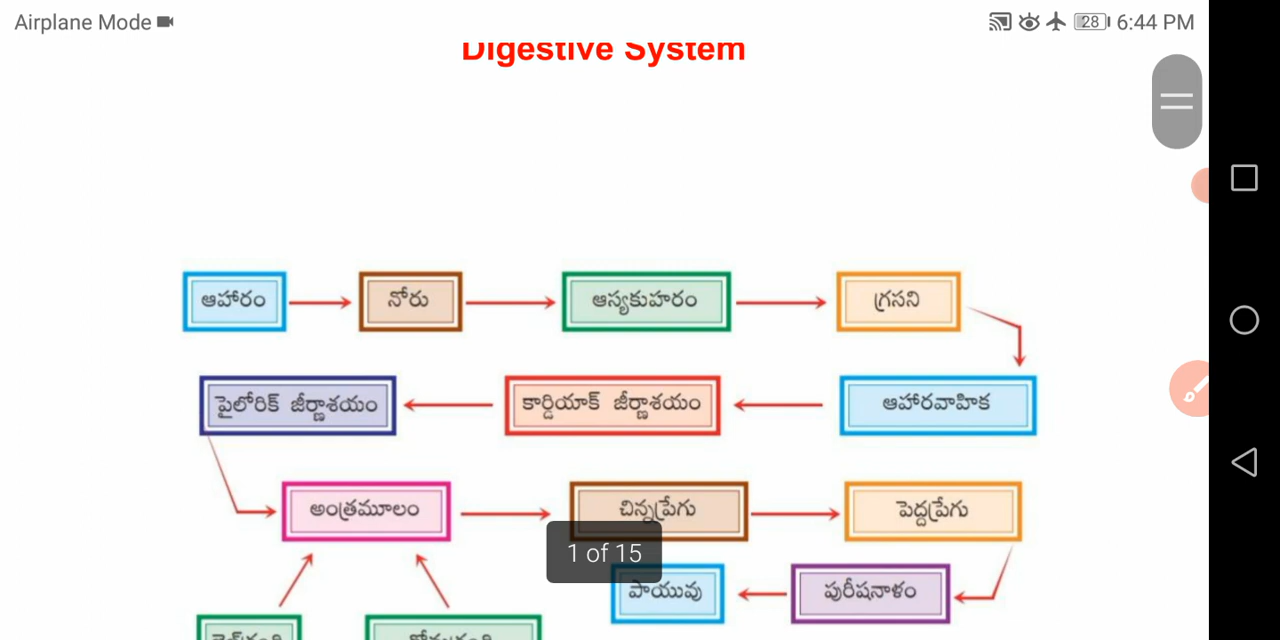 Airplane Mode 28 6:44 PM
Digestive System
ఆహారం నోరు ఆస్యకుహరం గ్రసని
పైలోరిక్ జీర్ణాశయం కార్డియాక్ జీర్ణాశయం ఆహారవాహిక
అంత్రమూలం చిన్నప్రేగు పెద్దప్రేగు
1 of 15
పాయువు పురీషనాళం